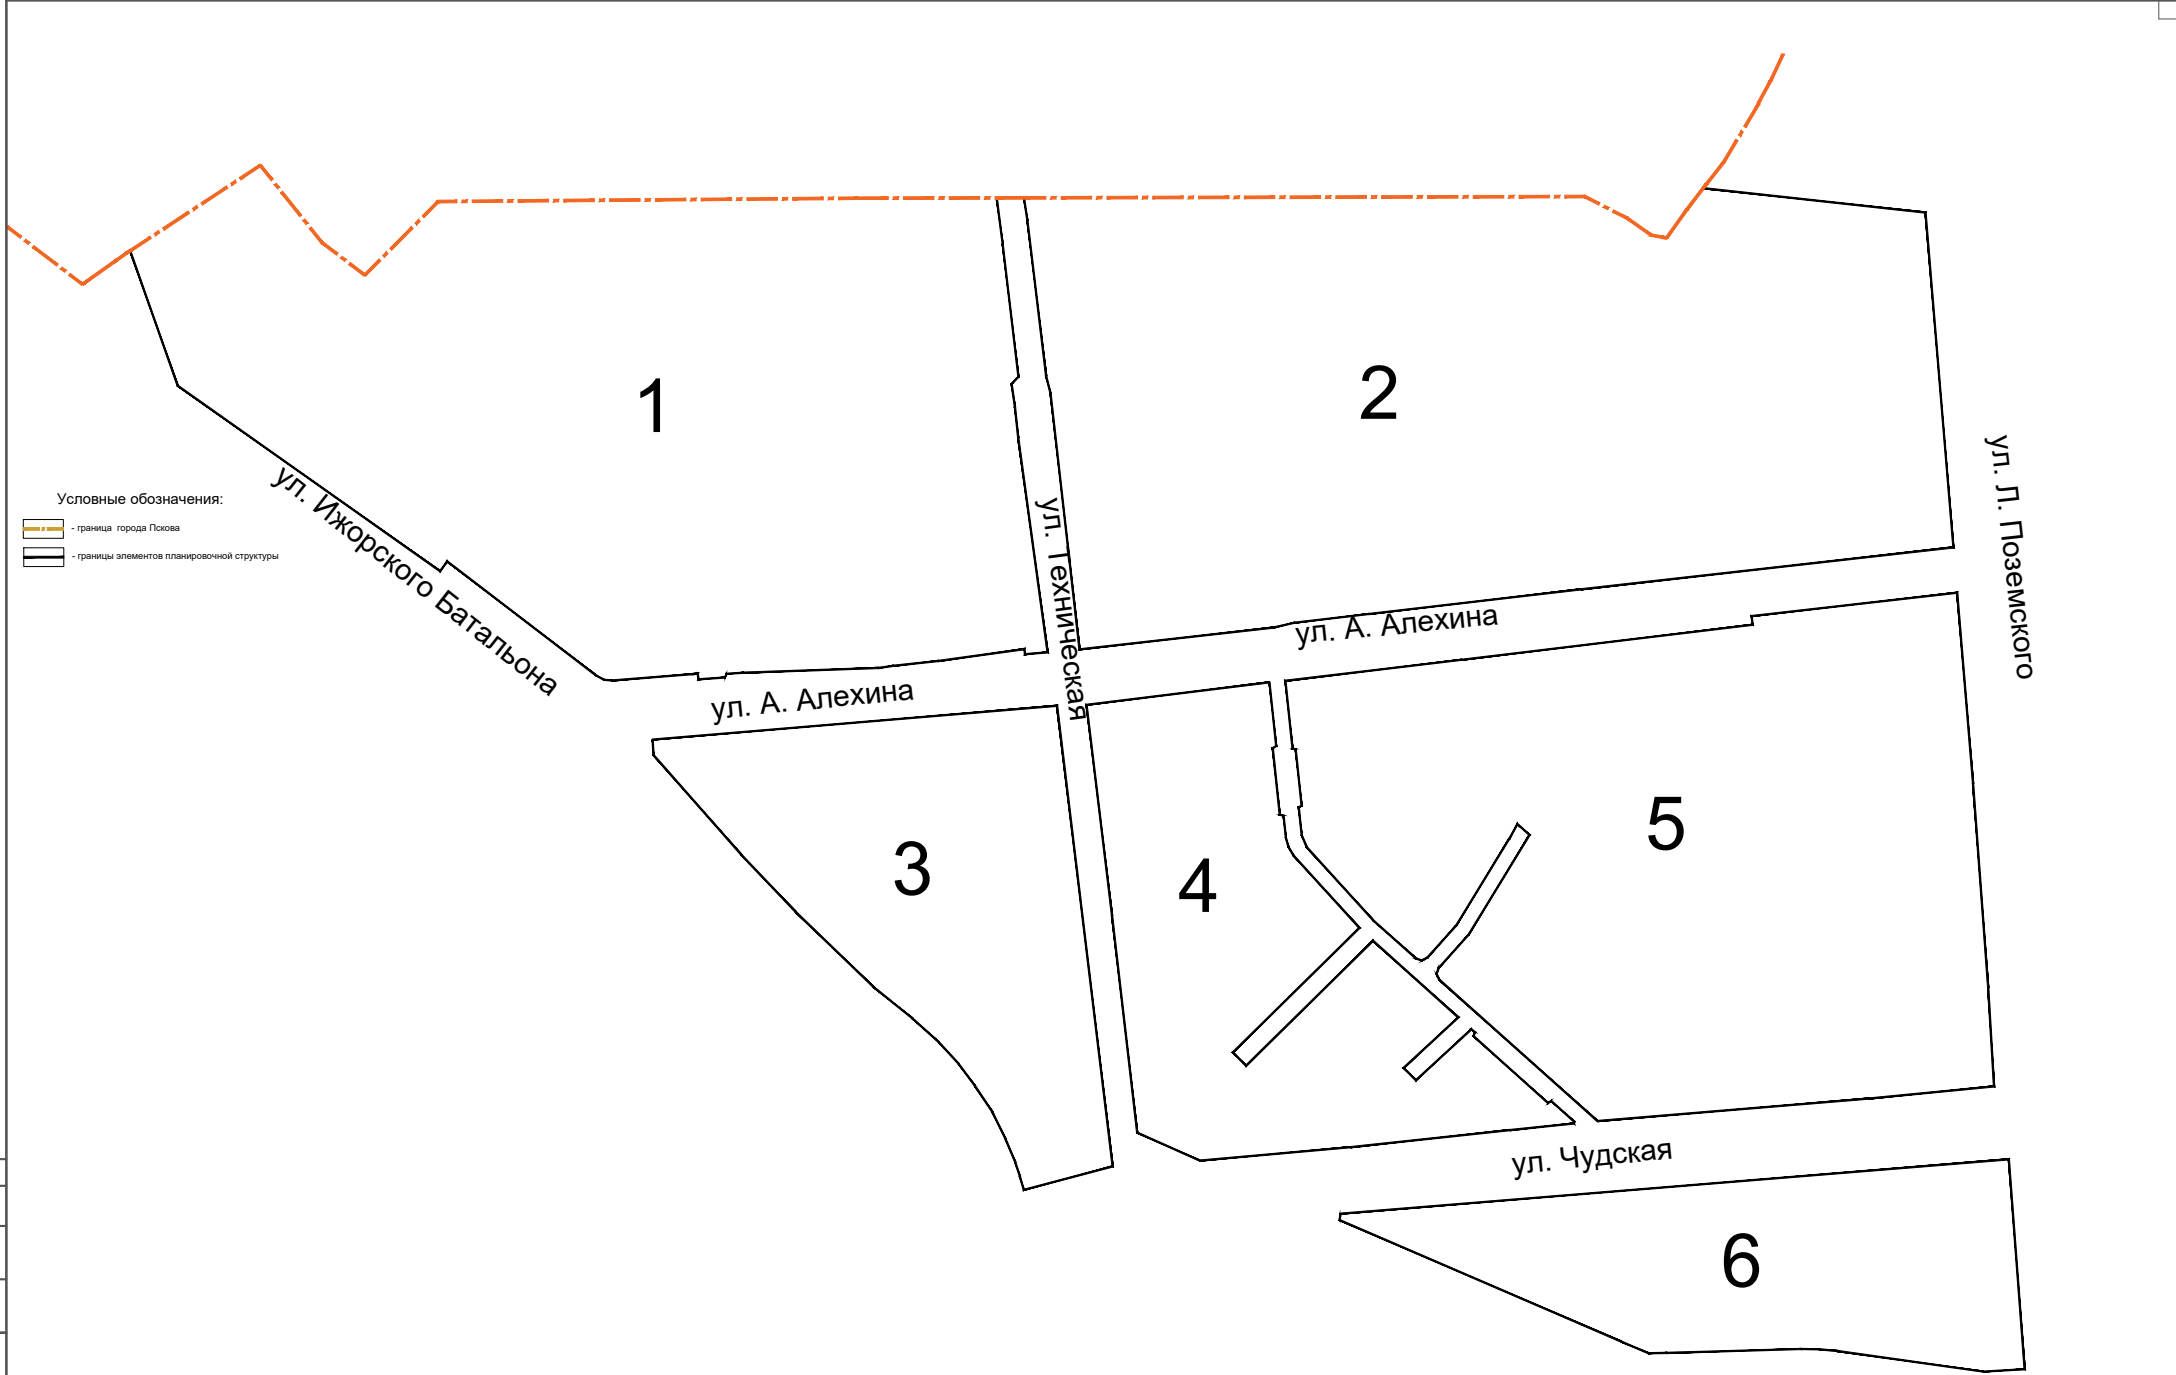 1
2
ул. Л. Поземского
Условные обозначения:
- граница города Пскова
- границы элементов планировочной структуры
ул. Ижорского Батальона
ул. Техническая
ул. А. Алехина
ул. А. Алехина
3
4
5
ул. Чудская
6